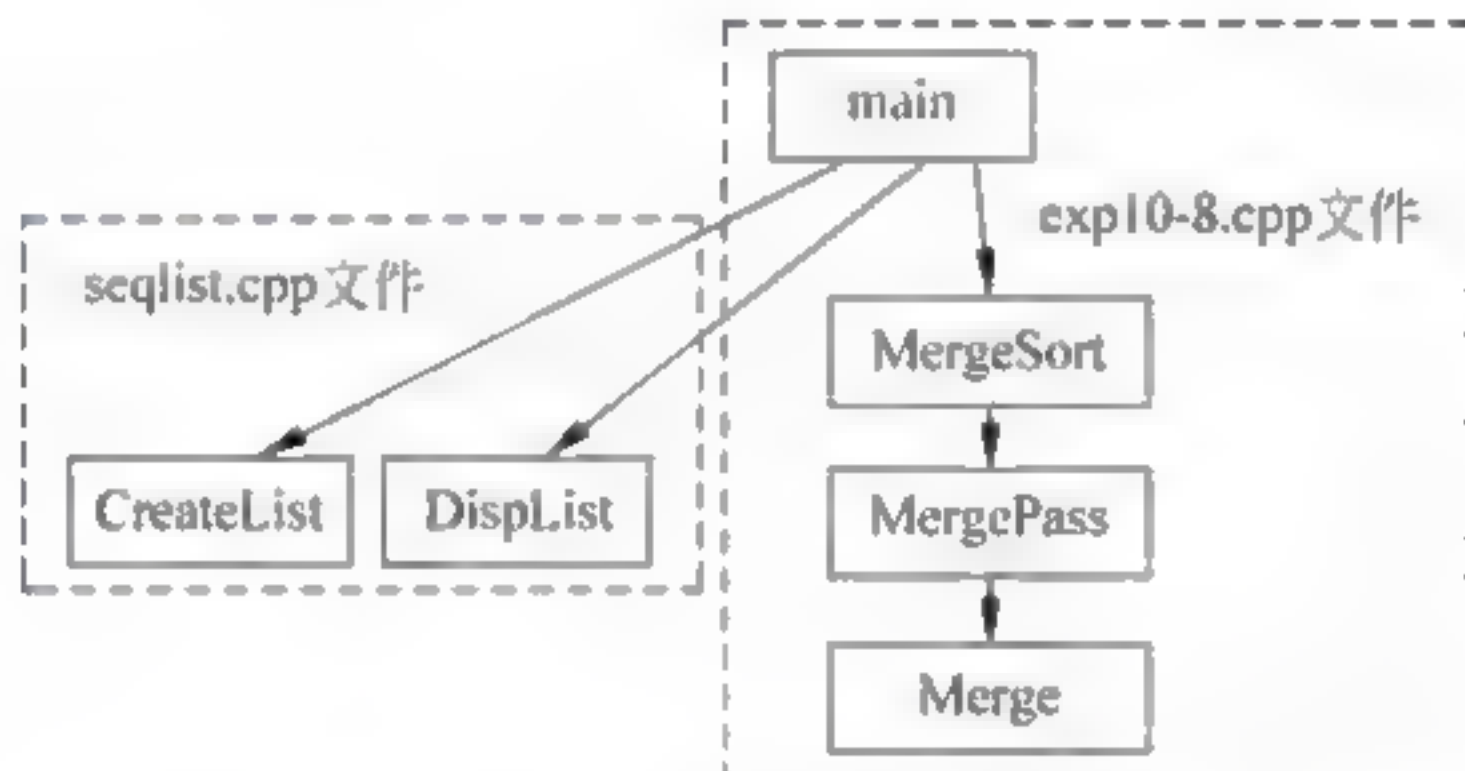 main
exp10-8.cpp文件
seqlist.cpp文件
MergeSort
CreateList
DispList
MergePass
Merge